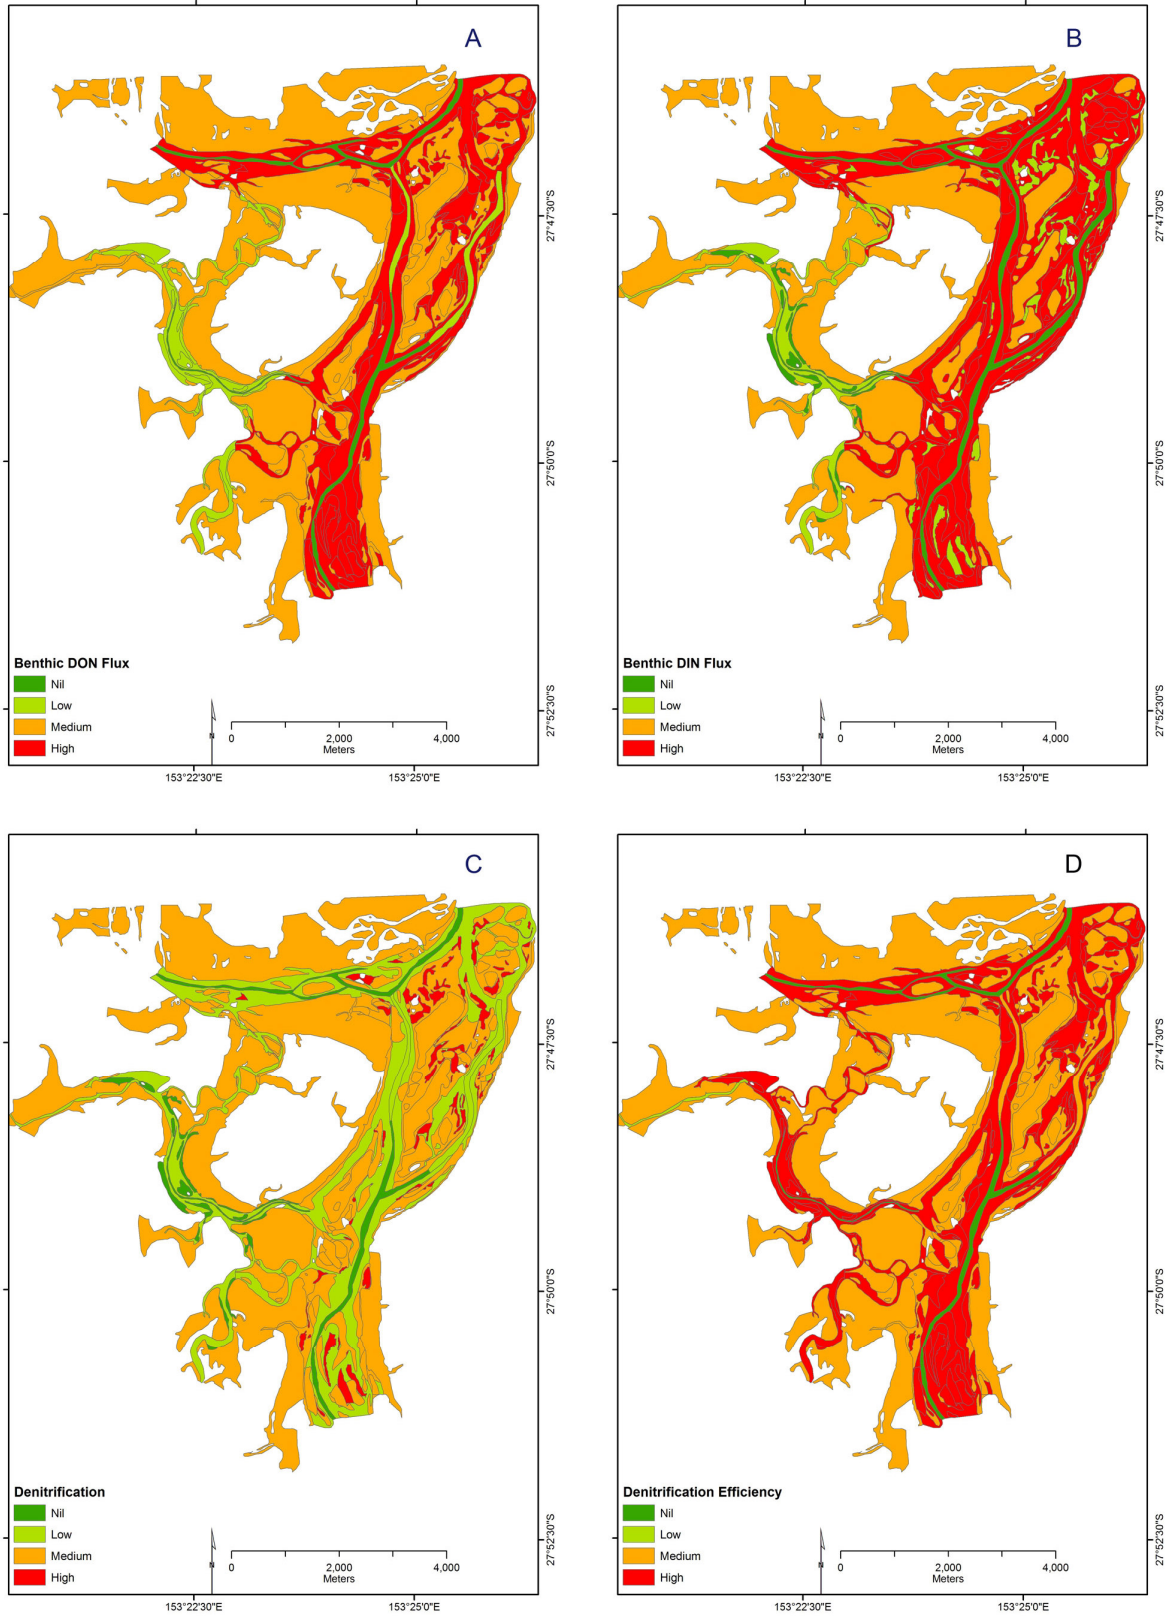 A
27°47'30"S
27°50'0"S
27°52'30"S
Benthic DON Flux
Nil
Low
Medium
High
N
0 2,000 4,000
Meters
153°22'30"E 153°25'0"E
B
27°47'30"S
27°50'0"S
27°52'30"S
Benthic DIN Flux
Nil
Low
Medium
High
N
0 2,000 4,000
Meters
153°22'30"E 153°25'0"E
C
27°47'30"S
27°50'0"S
27°52'30"S
Denitrification
Nil
Low
Medium
High
N
0 2,000 4,000
Meters
153°22'30"E 153°25'0"E
D
27°47'30"S
27°50'0"S
27°52'30"S
Denitrification Efficiency
Nil
Low
Medium
High
N
0 2,000 4,000
Meters
153°22'30"E 153°25'0"E